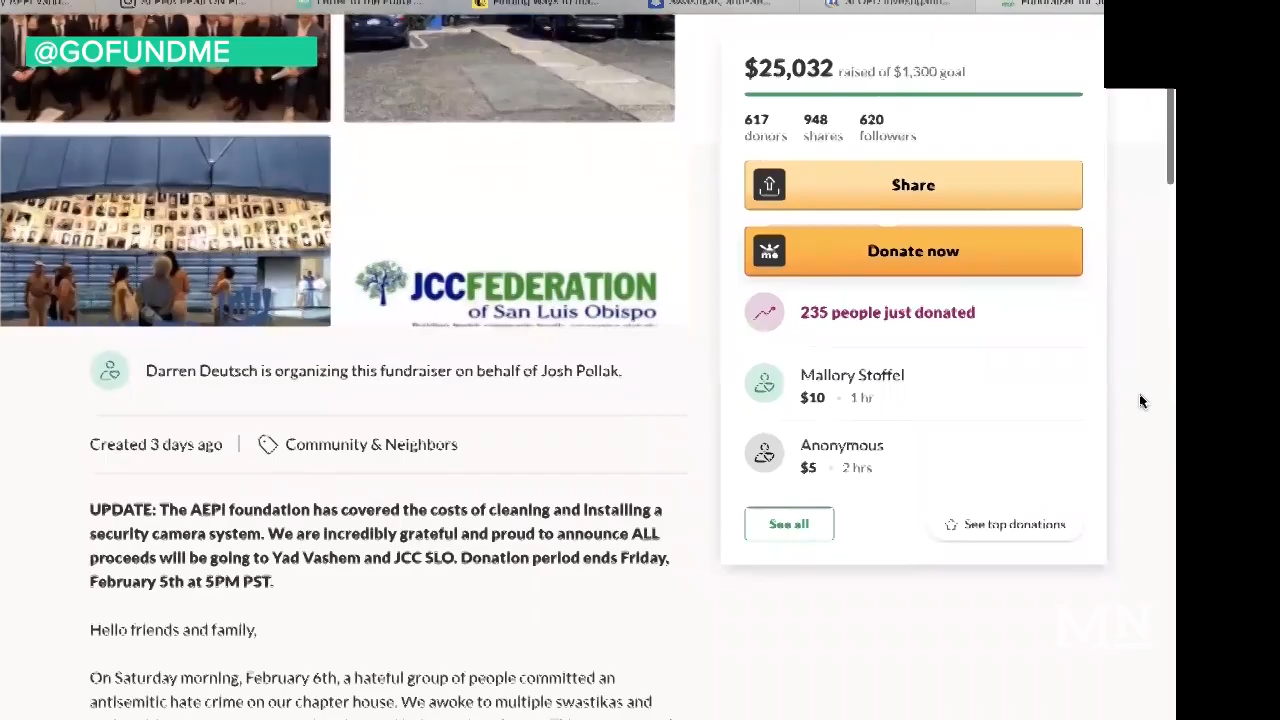 @GOFUNDME
$25,032 raised of $1,300 goal
617 948 620
donors shares followers
Share
Donate now
235 people just donated
Mallory Stoffel
$10 • 1 hr
Anonymous
$5 • 2 hrs
See all
See top donations
JCCFEDERATION
of San Luis Obispo
Darren Deutsch is organizing this fundraiser on behalf of Josh Pollak.
Created 3 days ago | Community & Neighbors
UPDATE: The AEPi foundation has covered the costs of cleaning and installing a
security camera system. We are incredibly grateful and proud to announce ALL
proceeds will be going to Yad Vashem and JCC SLO. Donation period ends Friday,
February 5th at 5PM PST.
Hello friends and family,
On Saturday morning, February 6th, a hateful group of people committed an
antisemitic hate crime on our chapter house. We awoke to multiple swastikas and
MN